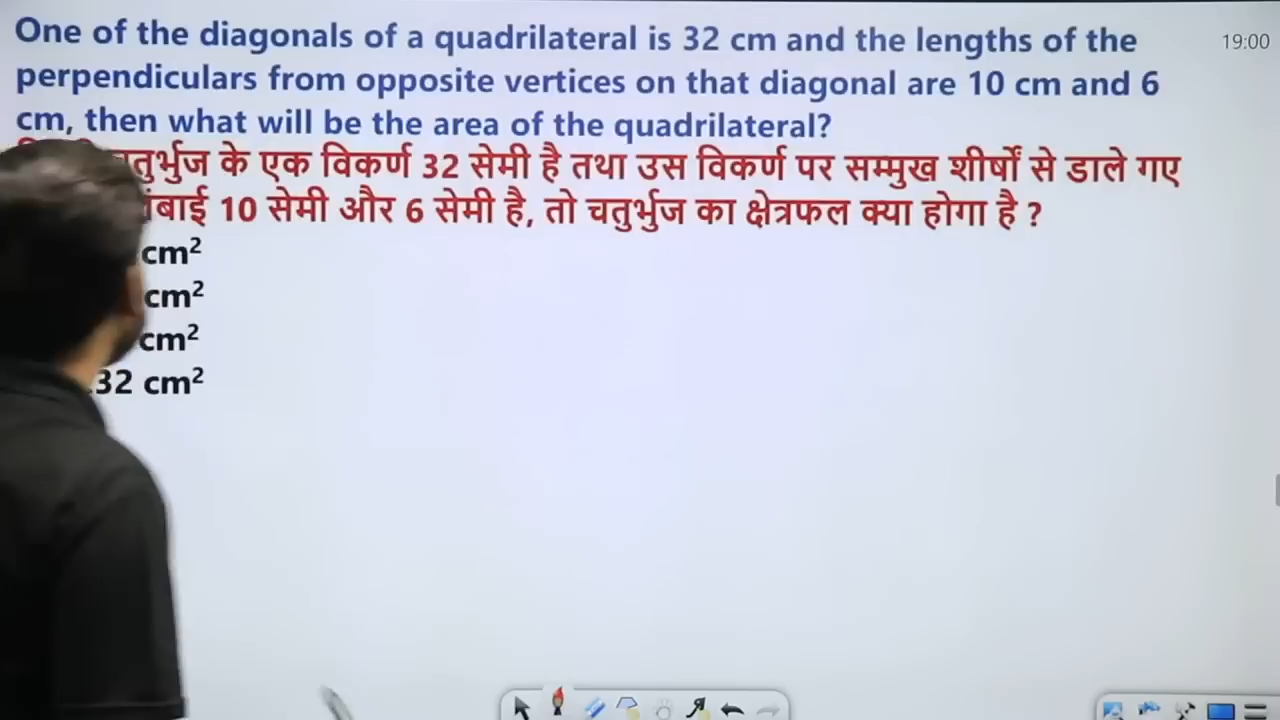 One of the diagonals of a quadrilateral is 32 cm and the lengths of the
19:00
perpendiculars from opposite vertices on that diagonal are 10 cm and 6
cm, then what will be the area of the quadrilateral?
के एक विकर्ण 32 सेमी है तथा उस विकर्ण पर सम्मुख शीर्षों से डाले गए
10 सेमी और 6 सेमी है, तो चतुर्भुज का क्षेत्रफल क्या होगा है ?
cm²
cm²
cm²
32 cm²